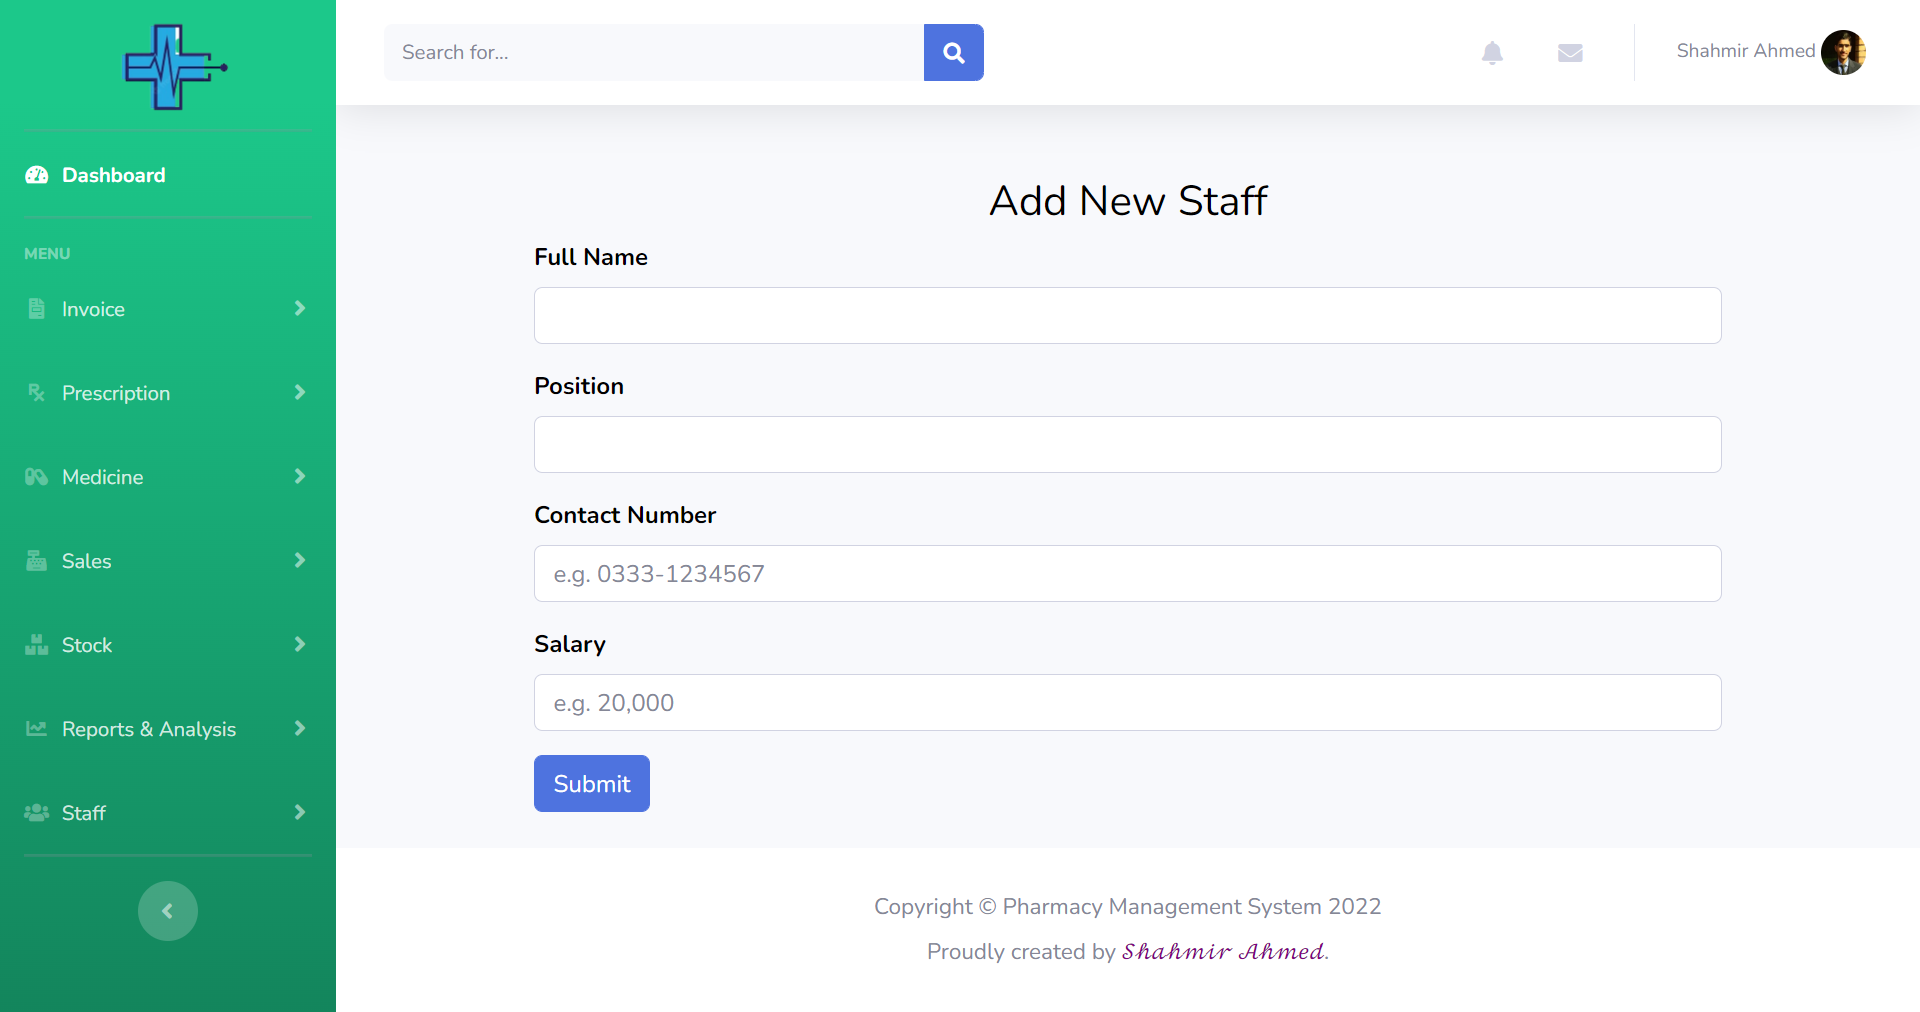 Search for...
Shahmir Ahmed
Dashboard
MENU
Invoice
Prescription
Medicine
Sales
Stock
Reports & Analysis
Staff
Add New Staff
Full Name
Position
Contact Number
e.g. 0333-1234567
Salary
e.g. 20,000
Submit
Copyright © Pharmacy Management System 2022
Proudly created by Shahmir Ahmed.